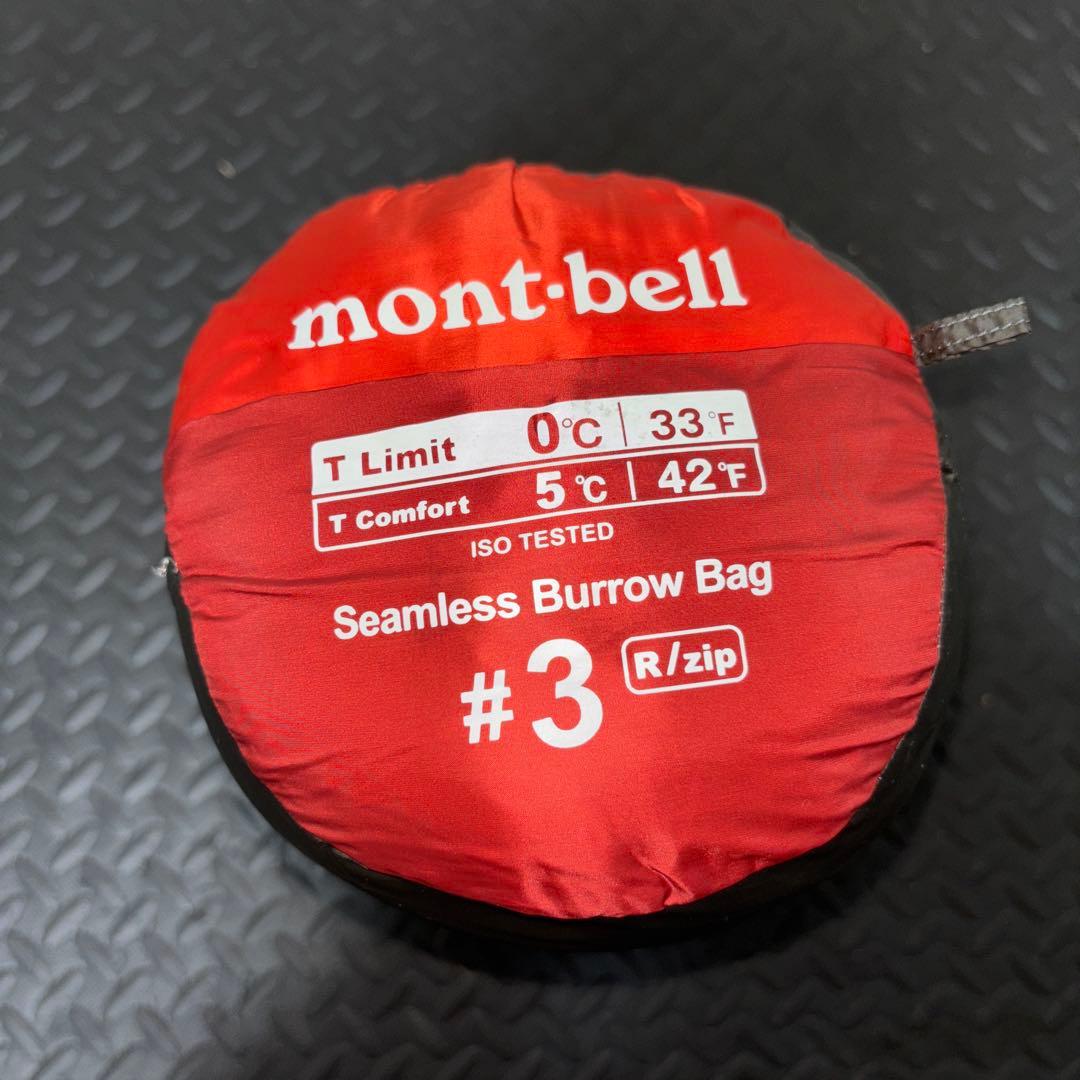 mont-bell
T Limit 0°C | 33°F
T Comfort 5°C | 42°F
ISO TESTED
Seamless Burrow Bag
#3 R/zip